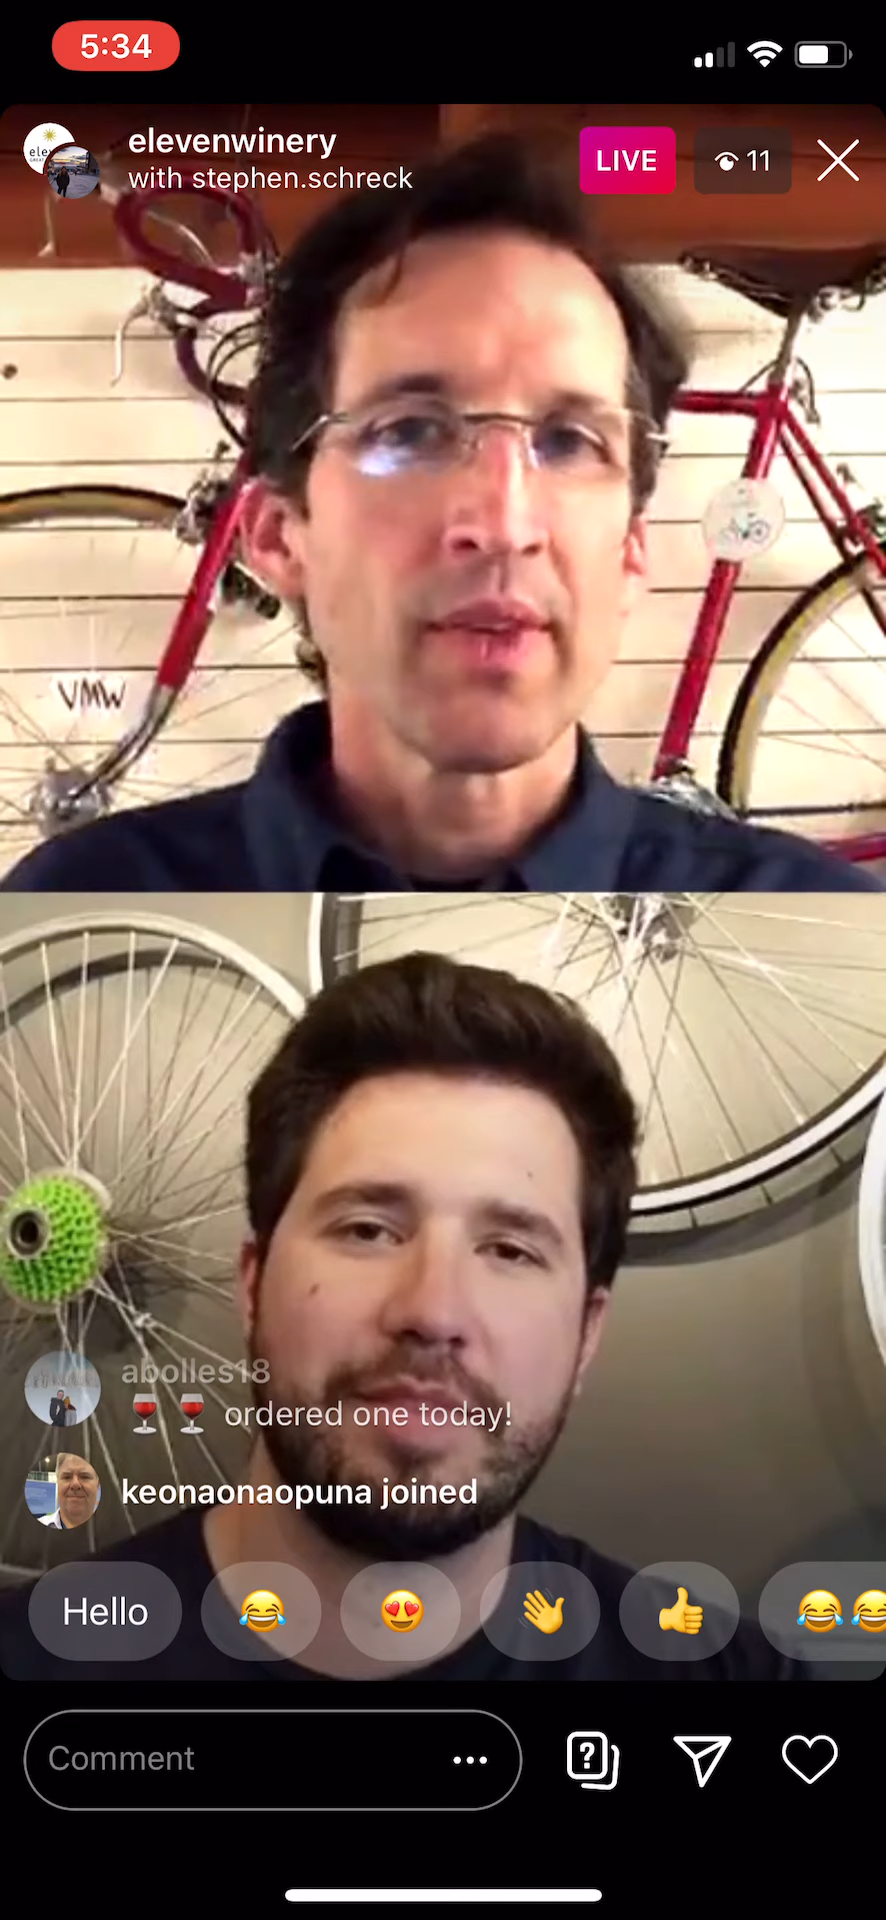 5:34
elevenwinery
with stephen.schreck
LIVE
11
VMW
abolles18
🍷 🍷 ordered one today!
keonaonaopuna joined
Hello
😂
😍
👋
👍
😂😂
Comment